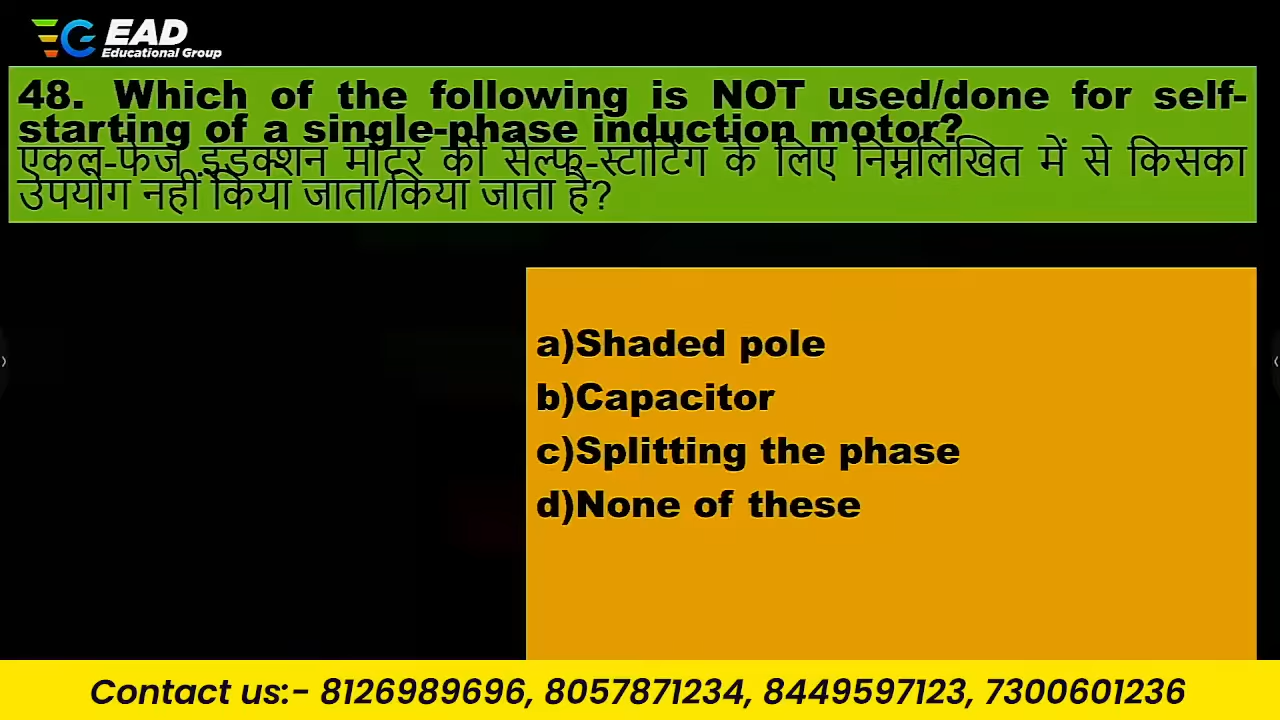 EAD
Educational Group
48. Which of the following is NOT used/done for self-
starting of a single-phase induction motor?
एकल-फेज इंडक्शन मोटर की सेल्फ-स्टार्टिंग के लिए निम्नलिखित में से किसका
उपयोग नहीं किया जाता/किया जाता है?
a)Shaded pole
b)Capacitor
c)Splitting the phase
d)None of these
Contact us:- 8126989696, 8057871234, 8449597123, 7300601236